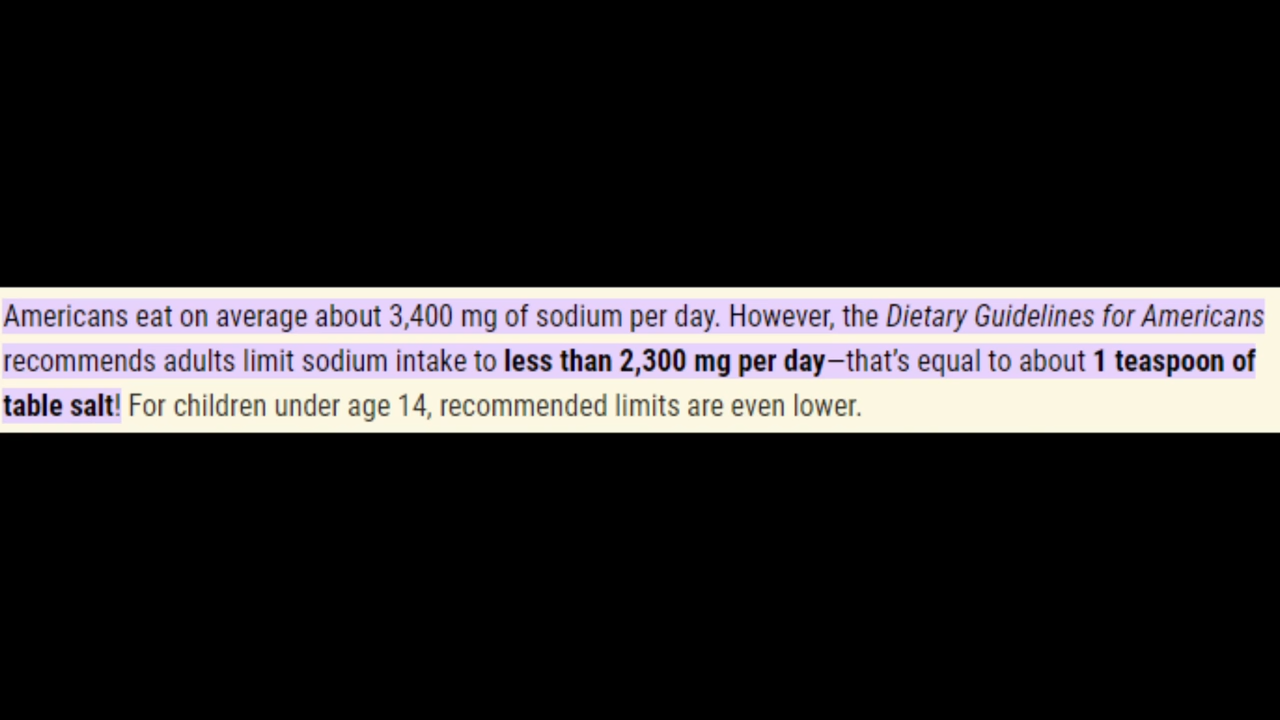 Americans eat on average about 3,400 mg of sodium per day. However, the Dietary Guidelines for Americans
recommends adults limit sodium intake to less than 2,300 mg per day—that’s equal to about 1 teaspoon of
table salt! For children under age 14, recommended limits are even lower.